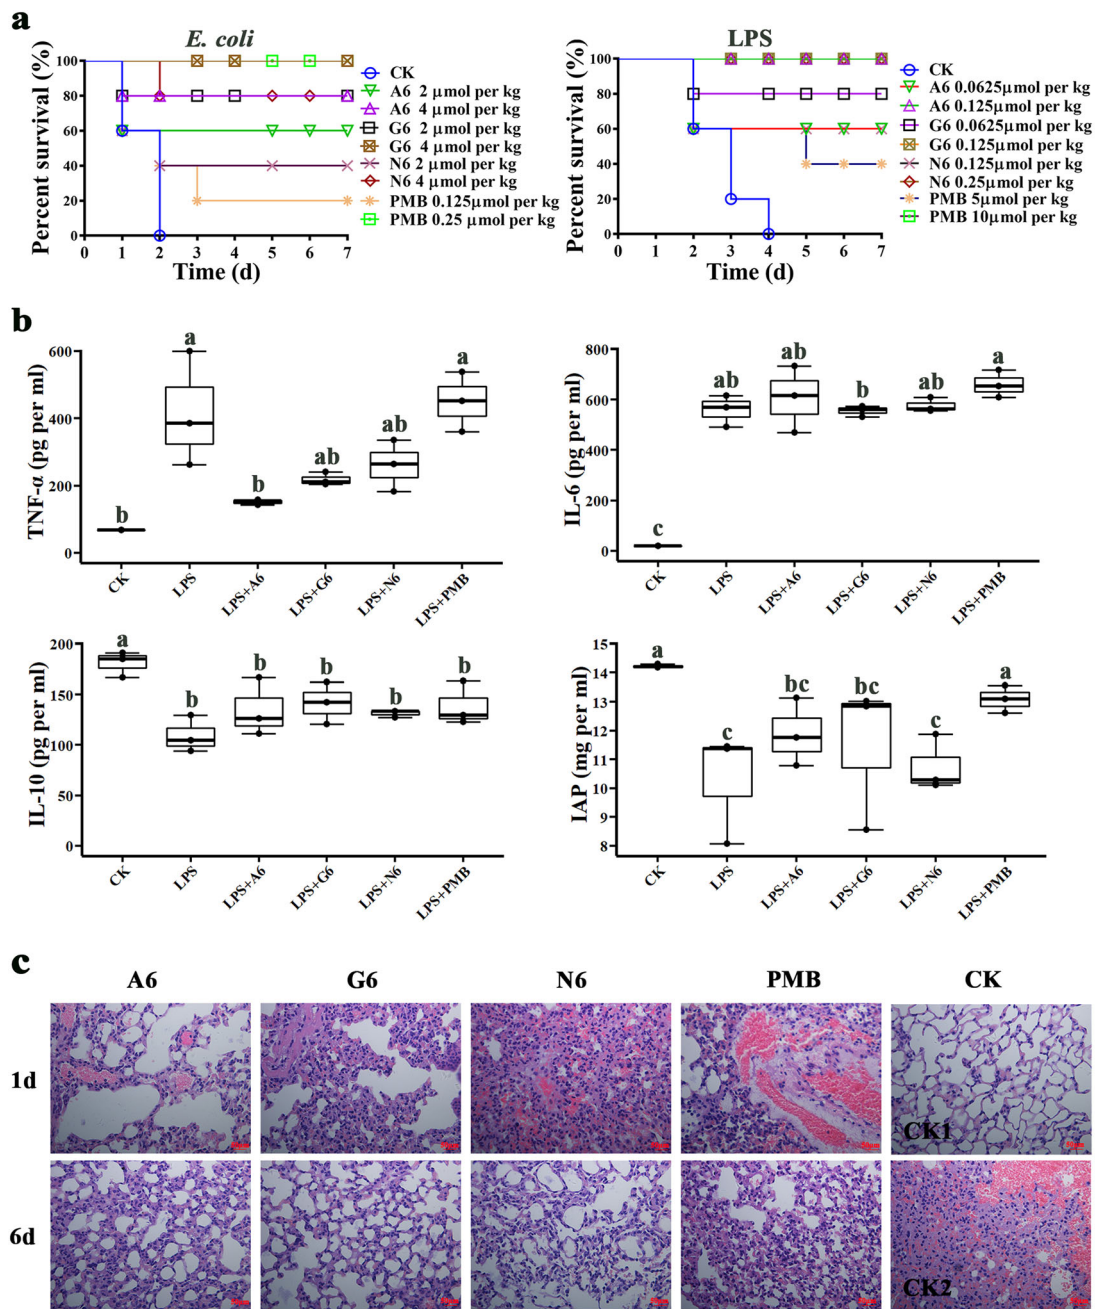 a
E. coli
Percent survival (%)
100
80
60
40
20
0
0 1 2 3 4 5 6 7
Time (d)
CK
A6 2 μmol per kg
A6 4 μmol per kg
G6 2 μmol per kg
G6 4 μmol per kg
N6 2 μmol per kg
N6 4 μmol per kg
PMB 0.125 μmol per kg
PMB 0.25 μmol per kg
LPS
Percent survival (%)
100
80
60
40
20
0
0 1 2 3 4 5 6 7
Time (d)
CK
A6 0.0625μmol per kg
A6 0.125μmol per kg
G6 0.0625μmol per kg
G6 0.125μmol per kg
N6 0.125μmol per kg
N6 0.25μmol per kg
PMB 5μmol per kg
PMB 10μmol per kg
b
TNF-α (pg per ml)
600
400
200
0
b
a
b
ab
ab
a
CK
LPS
LPS+A6
LPS+G6
LPS+N6
LPS+PMB
IL-6 (pg per ml)
800
600
400
200
0
c
ab
ab
b
ab
a
CK
LPS
LPS+A6
LPS+G6
LPS+N6
LPS+PMB
IL-10 (pg per ml)
200
150
100
50
0
a
b
b
b
b
b
CK
LPS
LPS+A6
LPS+G6
LPS+N6
LPS+PMB
IAP (mg per ml)
15
14
13
12
11
10
9
8
a
c
bc
bc
c
a
CK
LPS
LPS+A6
LPS+G6
LPS+N6
LPS+PMB
c
A6 G6 N6 PMB CK
1d
CK1
6d
CK2